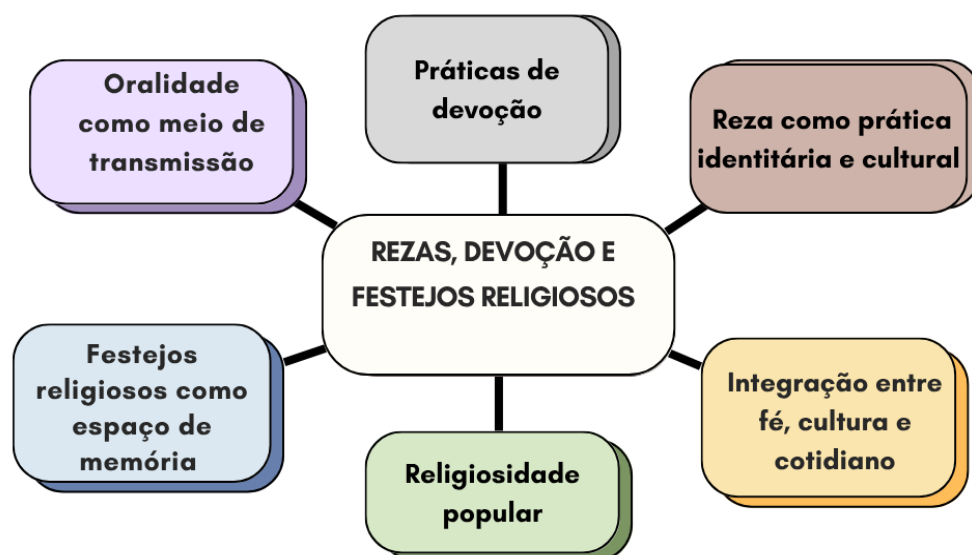 Oralidade
como meio de
transmissão
Práticas de
devoção
Reza como prática
identitária e cultural
REZAS, DEVOÇÃO E
FESTEJOS RELIGIOSOS
Festejos
religiosos como
espaço de
memória
Religiosidade
popular
Integração entre
fé, cultura e
cotidiano